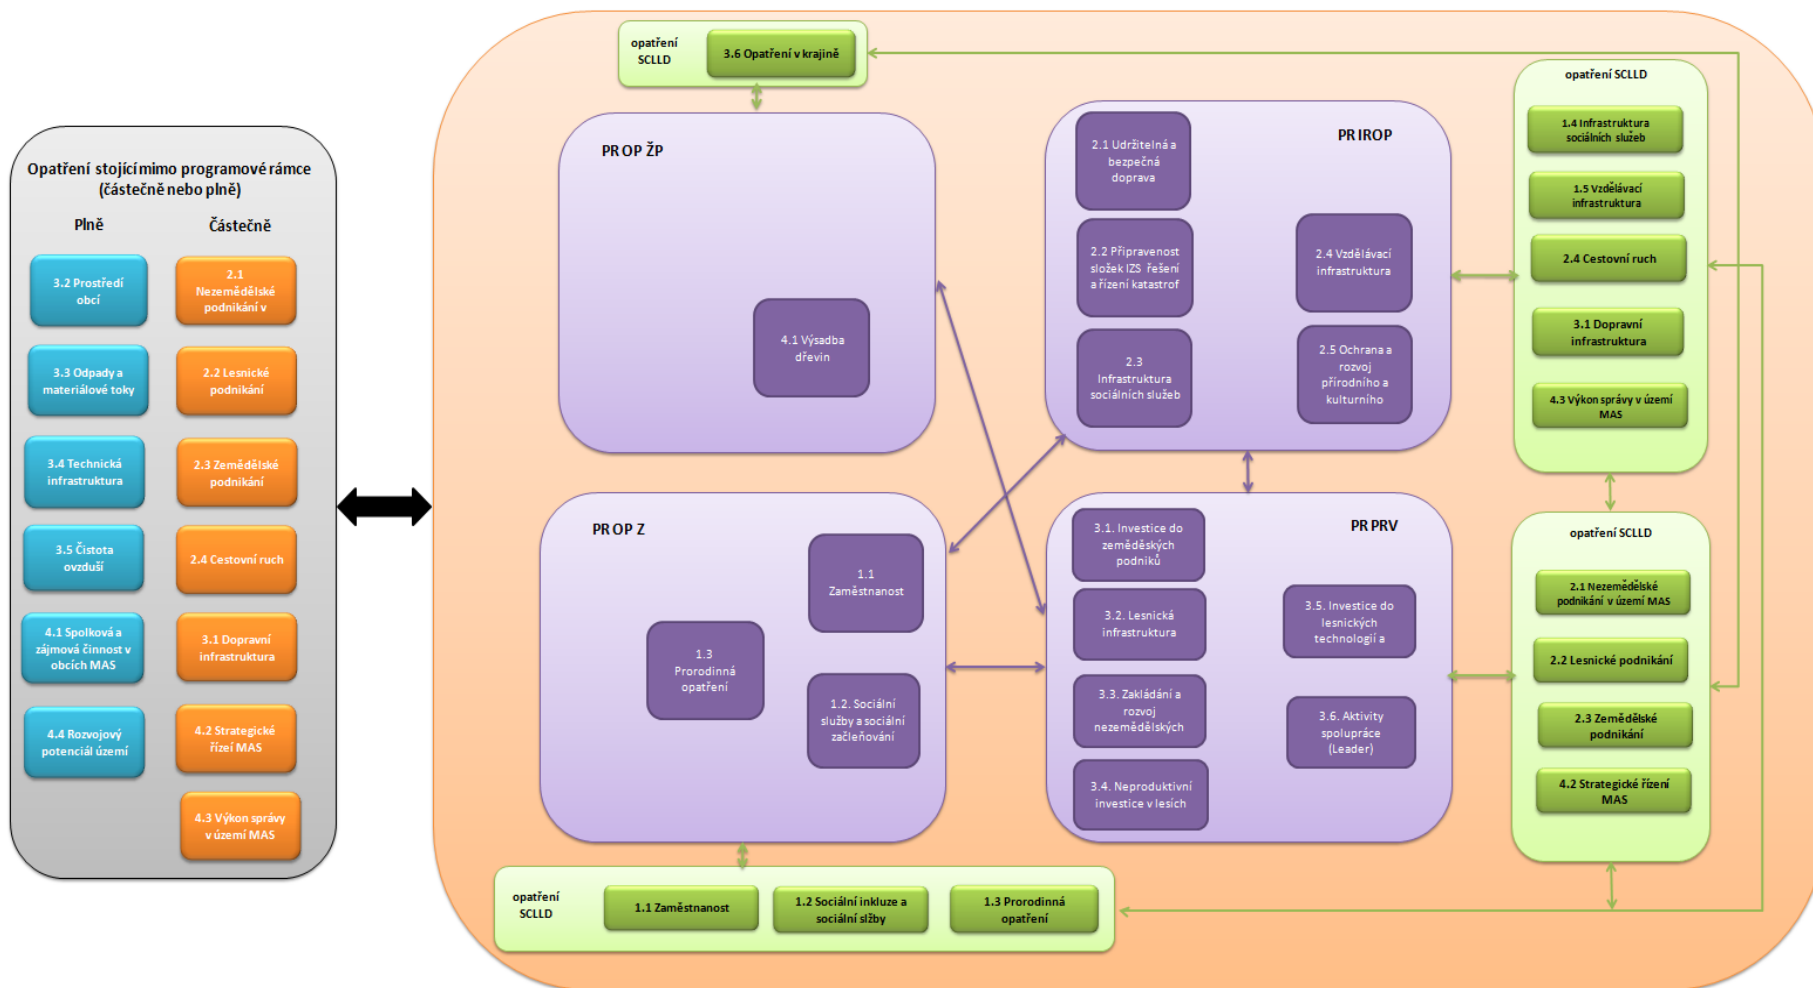 Opatření stojící mimo programové rámce
(částečně nebo plně)
Plně
Částečně
3.2 Prostředí
obcí
3.3 Odpady a
materiálové toky
3.4 Technická
infrastruktura
3.5 Čistota
ovzduší
4.1 Spolková a
zájmová činnost v
obcích MAS
4.4 Rozvojový
potenciál území
2.1
Nezemědělské
podnikání v
2.2 Lesnické
podnikání
2.3 Zemědělské
podnikání
2.4 Cestovní ruch
3.1 Dopravní
infrastruktura
4.2 Strategické
řízeí MAS
4.3 Výkon správy
v území MAS
opatření
SCLLD
3.6 Opatření v krajině
PR OP ŽP
4.1 Výsadba
dřevin
PR IROP
2.1 Udržitelná a
bezpečná
doprava
2.2 Připravenost
složek IZS řešení
a řízení katastrof
2.3
Infrastruktura
sociálních služeb
2.4 Vzdělávací
infrastruktura
2.5 Ochrana a
rozvoj
přírodního a
kulturního
opatření SCLLD
1.4 Infrastruktura
sociálních služeb
1.5 Vzdělávací
infrastruktura
2.4 Cestovní ruch
3.1 Dopravní
infrastruktura
4.3 Výkon správy v území
MAS
PR OP Z
1.1
Zaměstnanost
1.3
Prorodinná
opatření
1.2. Sociální
služby a sociální
začleňování
PR PRV
3.1. Investice do
zeměděských
podniků
3.2. Lesnická
infrastruktura
3.3. Zakládání a
rozvoj
nezemědělských
3.4. Neproduktivní
investice v lesích
3.5. Investice do
lesnických
technologií a
3.6. Aktivity
spolupráce
(Leader)
opatření SCLLD
2.1 Nezemědělské
podnikání v území MAS
2.2 Lesnické podnikání
2.3 Zemědělské
podnikání
4.2 Strategické řízení
MAS
opatření
SCLLD
1.1 Zaměstnanost
1.2 Sociální inkluze a
sociální slžby
1.3 Prorodinná
opatření